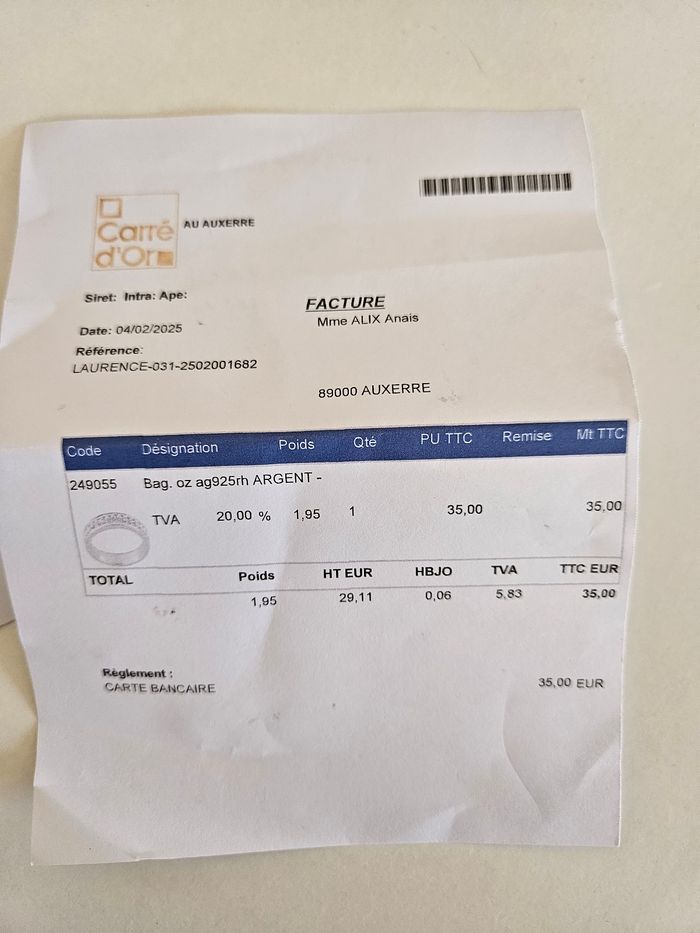 Carré
d'Or
AU AUXERRE
Siret: Intra: Ape:
FACTURE
Mme ALIX Anais
Date: 04/02/2025
Référence:
LAURENCE-031-2502001682
89000 AUXERRE
Code Désignation Poids Qté PU TTC Remise Mt TTC
249055 Bag. oz ag925rh ARGENT -
TVA 20,00 % 1,95 1 35,00 35,00
TOTAL Poids HT EUR HBJO TVA TTC EUR
1,95 29,11 0,06 5,83 35,00
Règlement :
CARTE BANCAIRE 35,00 EUR